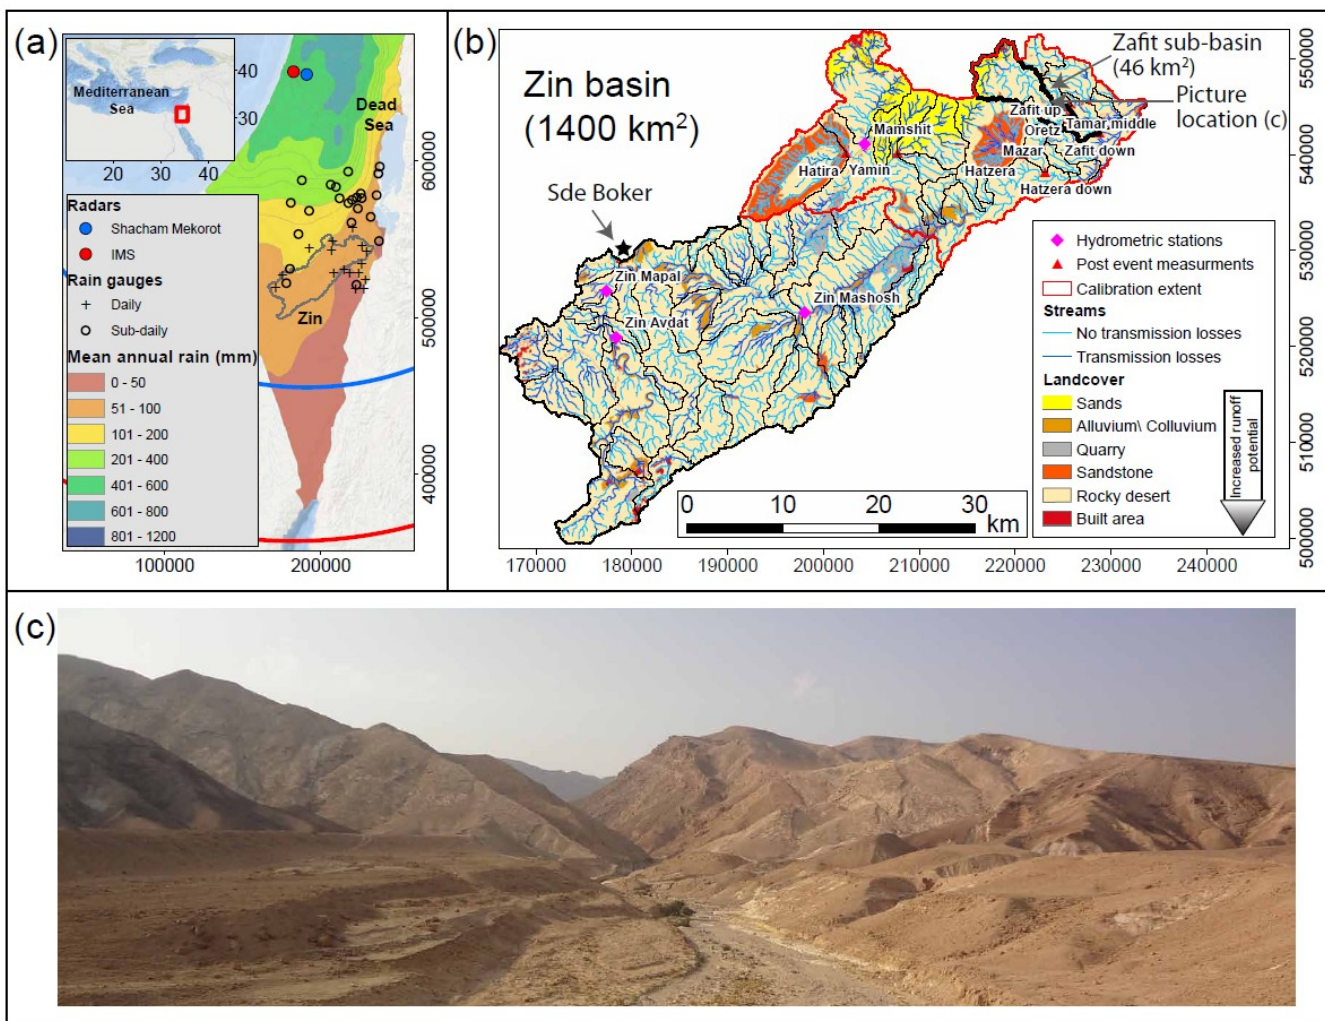 (a)
Mediterranean
Sea
40
30
20
30
40
Dead
Sea
Zin
600000
500000
400000
100000
200000
Radars
Shacham Mekorot
IMS
Rain gauges
Daily
Sub-daily
Mean annual rain (mm)
0 - 50
51 - 100
101 - 200
201 - 400
401 - 600
601 - 800
801 - 1200
(b)
Zin basin
(1400 km²)
Zafit sub-basin
(46 km²)
Picture
location (c)
Sde Boker
Mamshit
Hatira
Yamin
Zafit up
Tamar middle
Oretz
Mazar
Zafit down
Hatzera
Hatzera down
Zin Mapal
Zin Mashosh
Zin Avdat
Hydrometric stations
Post event measurments
Calibration extent
Streams
No transmission losses
Transmission losses
Landcover
Sands
Alluvium\ Colluvium
Quarry
Sandstone
Rocky desert
Built area
Increased runoff
potential
0
10
20
30
km
550000
540000
530000
520000
510000
500000
170000
180000
190000
200000
210000
220000
230000
240000
(c)